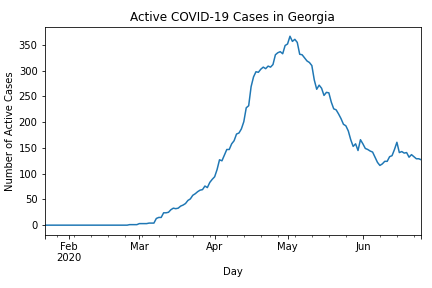 Active COVID-19 Cases in Georgia
Number of Active Cases
350
300
250
200
150
100
50
0
Feb
2020
Mar
Apr
May
Jun
Day